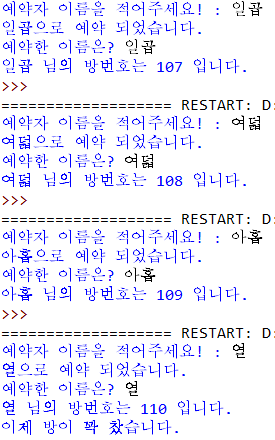 예약자 이름을 적어주세요! : 일곱
일곱으로 예약 되었습니다.
예약한 이름은? 일곱
일곱 님의 방번호는 107 입니다.
>>>
=================== RESTART: D:
예약자 이름을 적어주세요! : 여덟
여덟으로 예약 되었습니다.
예약한 이름은? 여덟
여덟 님의 방번호는 108 입니다.
>>>
=================== RESTART: D:
예약자 이름을 적어주세요! : 아홉
아홉으로 예약 되었습니다.
예약한 이름은? 아홉
아홉 님의 방번호는 109 입니다.
>>>
=================== RESTART: D:
예약자 이름을 적어주세요! : 열
열으로 예약 되었습니다.
예약한 이름은? 열
열 님의 방번호는 110 입니다.
이제 방이 꽉 찼습니다.